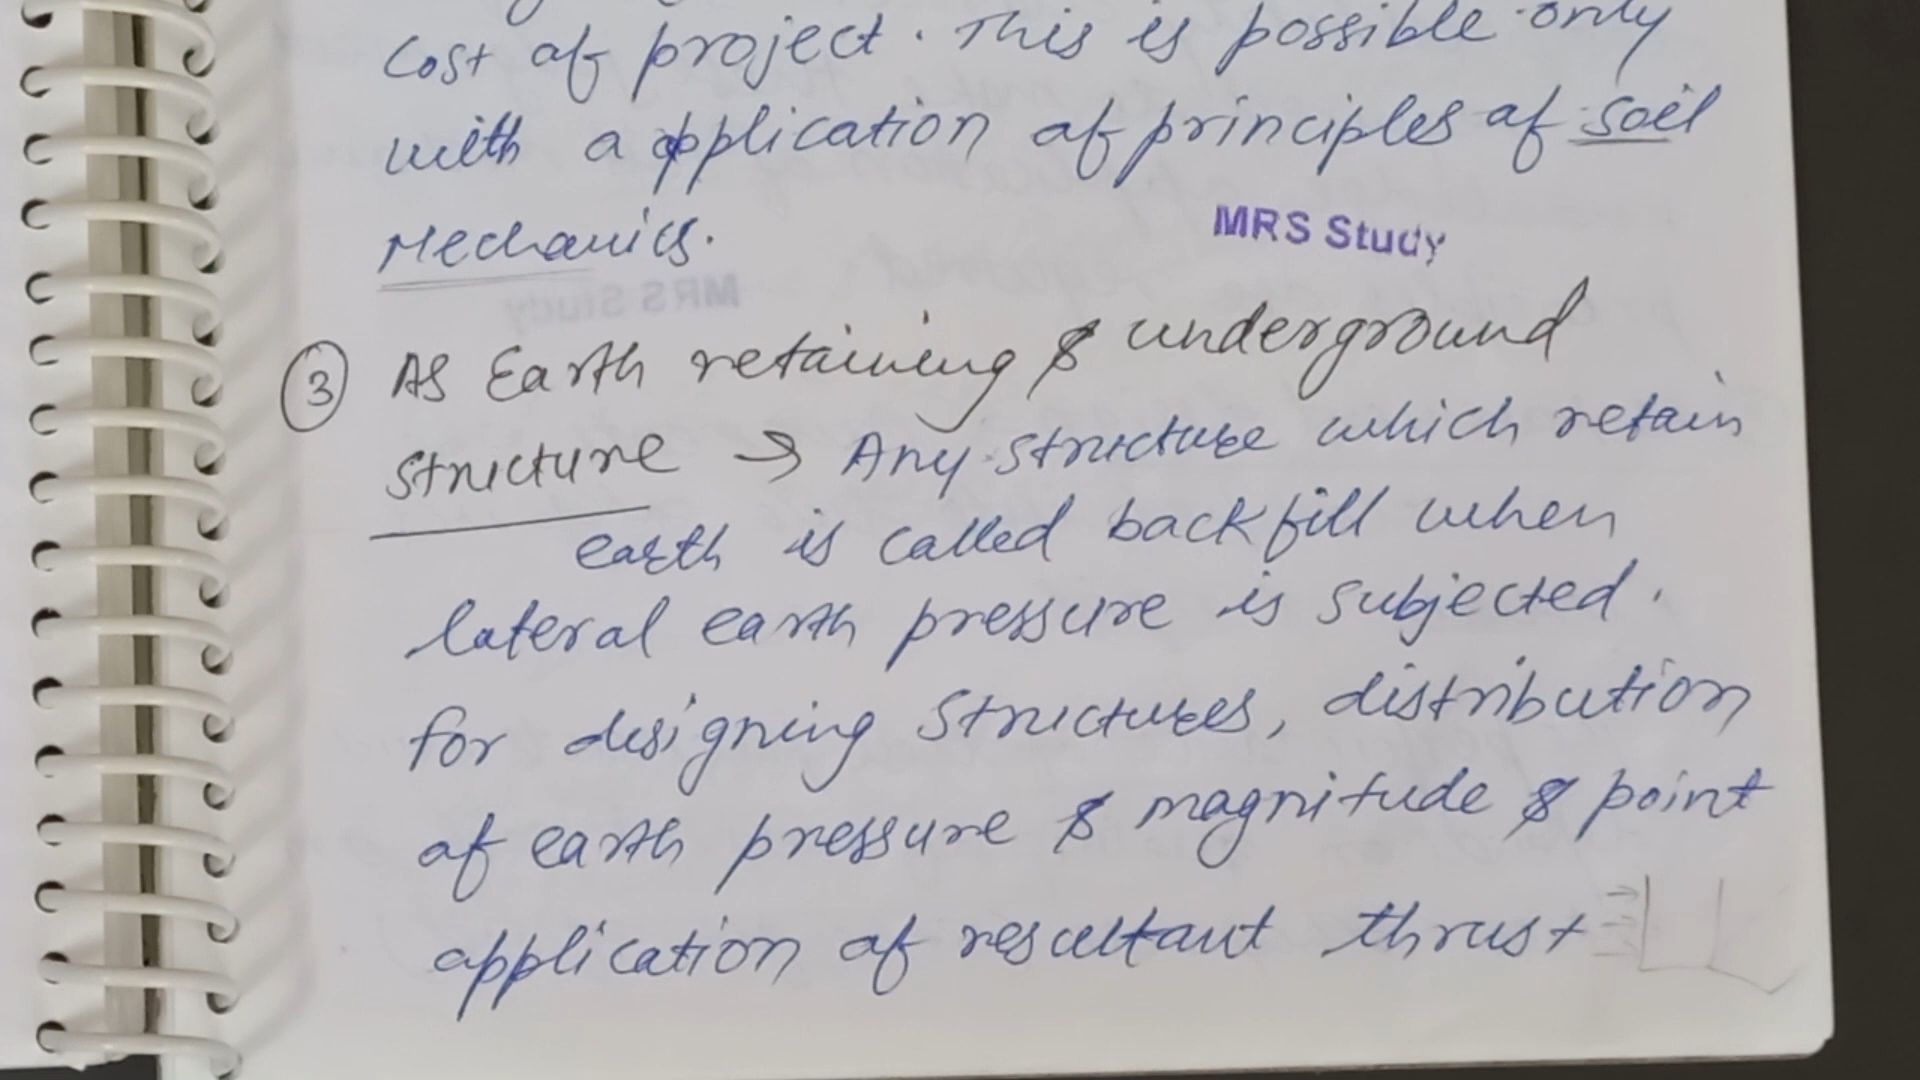 Cost of project. This is possible only
with a application of principles of soil
Mechanics.
MRS Study
③ As Earth retaining & underground
structure → Any structure which retain
earth is called backfill when
lateral earth pressure is subjected.
for designing structures, distribution
of earth pressure & magnitude & point
application of resultant thrust